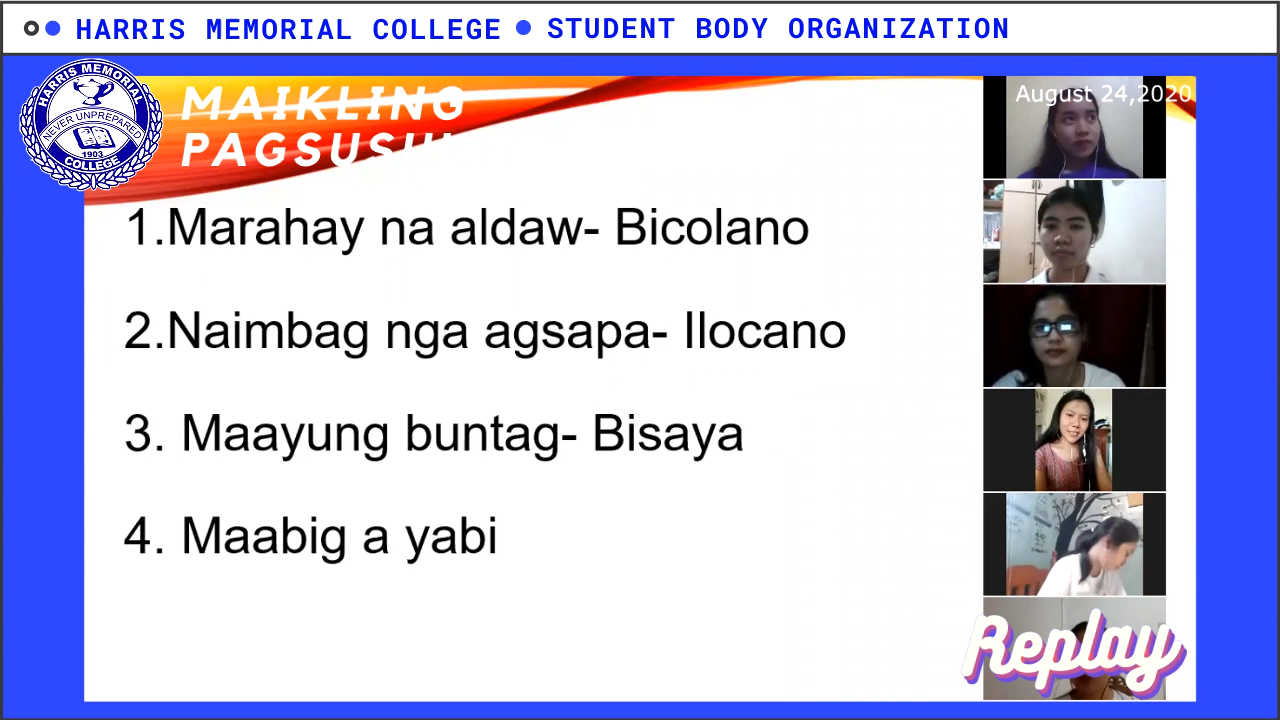 HARRIS MEMORIAL COLLEGE STUDENT BODY ORGANIZATION
HARRIS MEMORIAL
NEVER UNPREPARED
1903
COLLEGE
MAIKLING
August 24,2020
1.Marahay na aldaw- Bicolano
2.Naimbag nga agsapa- Ilocano
3. Maayung buntag- Bisaya
4. Maabig a yabi
Replay